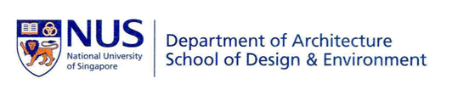 NUS
National University
of Singapore
Department of Architecture
School of Design & Environment